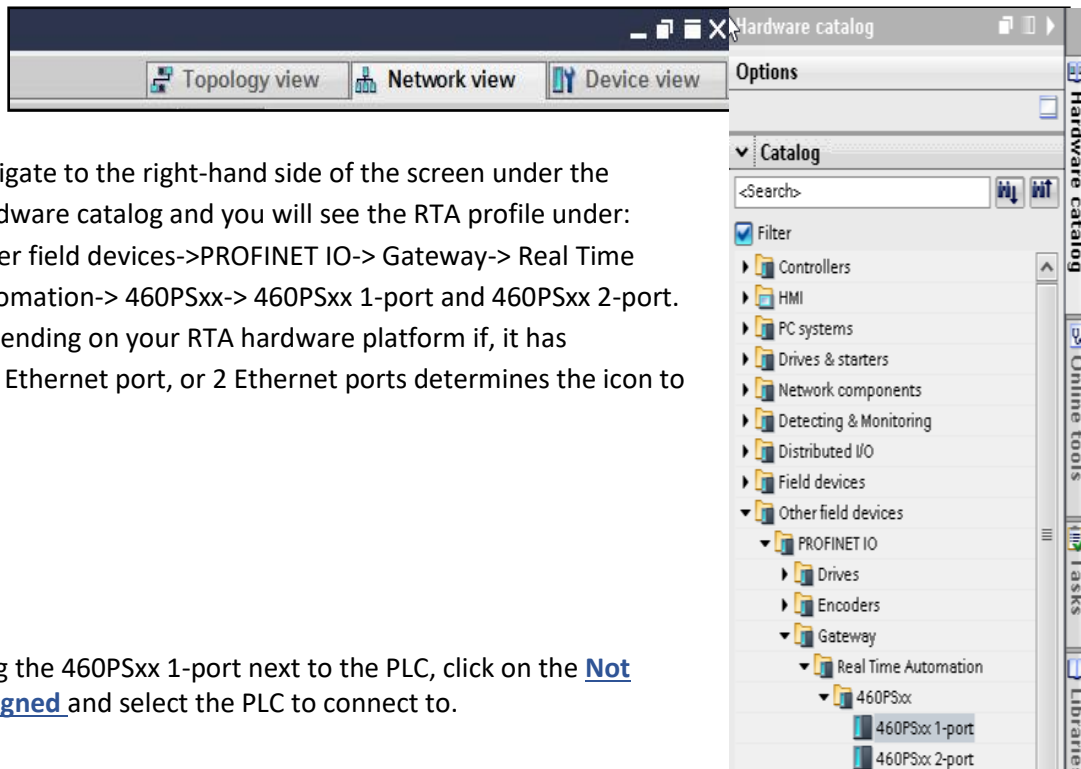 Topology view
Network view
Device view
igate to the right-hand side of the screen under the
dware catalog and you will see the RTA profile under:
er field devices->PROFINET IO-> Gateway-> Real Time
omation-> 460PSxx-> 460PSxx 1-port and 460PSxx 2-port.
ending on your RTA hardware platform if, it has
Ethernet port, or 2 Ethernet ports determines the icon to
g the 460PSxx 1-port next to the PLC, click on the Not
igned and select the PLC to connect to.
Hardware catalog
Options
Catalog
<Search>
Filter
Controllers
HMI
PC systems
Drives & starters
Network components
Detecting & Monitoring
Distributed I/O
Field devices
Other field devices
PROFINET IO
Drives
Encoders
Gateway
Real Time Automation
460PSxx
460PSxx 1-port
460PSxx 2-port
Hardware catalog
Online tools
Tasks
Libraries